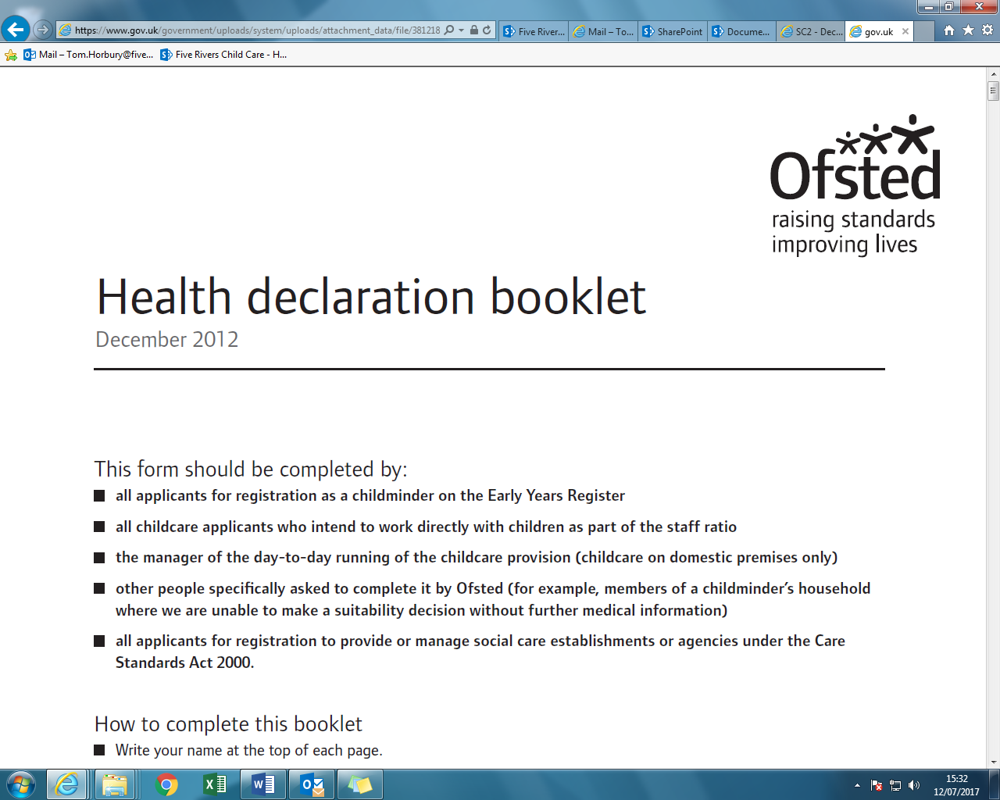 https://www.gov.uk/government/uploads/system/uploads/attachment_data/file/381218
Five River...
Mail – To...
SharePoint
Docume...
SC2 - Dec...
gov.uk
Mail – Tom.Horbury@five...
Five Rivers Child Care - H...
Ofsted
raising standards
improving lives
Health declaration booklet
December 2012
This form should be completed by:
all applicants for registration as a childminder on the Early Years Register
all childcare applicants who intend to work directly with children as part of the staff ratio
the manager of the day-to-day running of the childcare provision (childcare on domestic premises only)
other people specifically asked to complete it by Ofsted (for example, members of a childminder’s household
where we are unable to make a suitability decision without further medical information)
all applicants for registration to provide or manage social care establishments or agencies under the Care
Standards Act 2000.
How to complete this booklet
Write your name at the top of each page.
15:32
12/07/2017